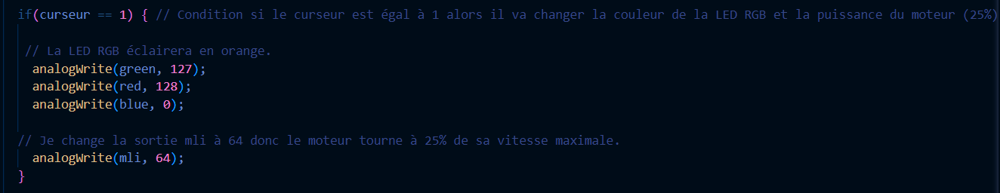 if(curseur == 1) { // Condition si le curseur est égal à 1 alors il va changer la couleur de la LED RGB et la puissance du moteur (25%)
// La LED RGB éclairera en orange.
analogWrite(green, 127);
analogWrite(red, 128);
analogWrite(blue, 0);
// Je change la sortie mli à 64 donc le moteur tourne à 25% de sa vitesse maximale.
analogWrite(mli, 64);
}